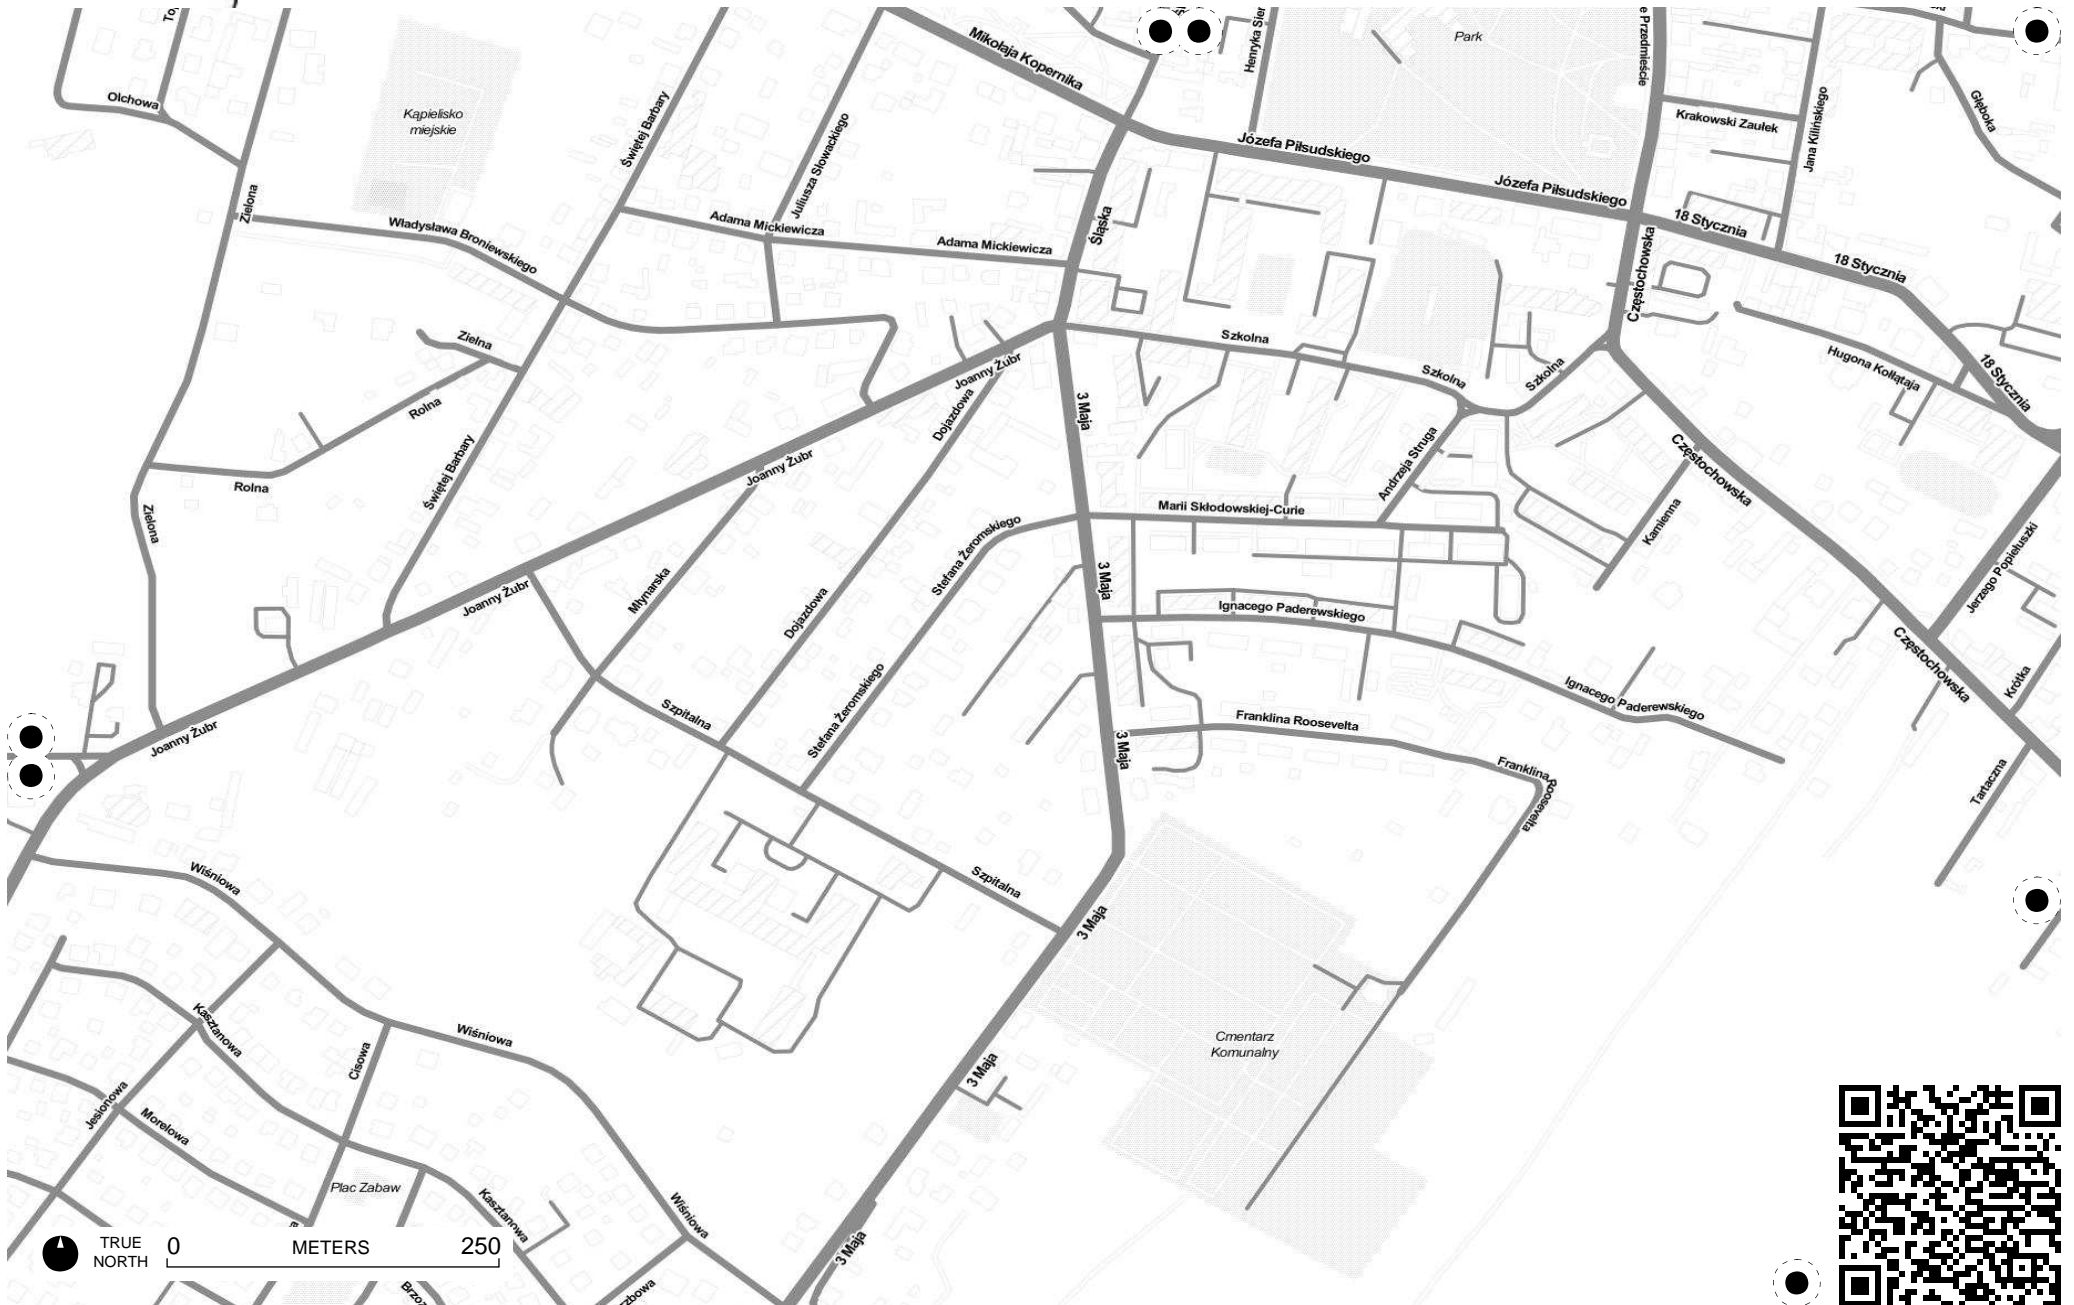 Park
Mikołaja Kopernika
Olchowa
Kąpielisko
miejskie
Świętej Barbary
Juliusza Słowackiego
Krakowski Zaułek
Jana Kilińskiego
Głęboka
Józefa Piłsudskiego
Józefa Piłsudskiego
Zielona
Władysława Broniewskiego
Adama Mickiewicza
Adama Mickiewicza
Śląska
18 Stycznia
18 Stycznia
Częstochowska
Zielna
Szkolna
Szkolna
Szkolna
Joanny Żubr
Hugona Kołłątaja
18 Stycznia
Rolna
Dojazdowa
3 Maja
Świętej Barbary
Joanny Żubr
Andrzeja Struga
Częstochowska
Rolna
Zielona
Marii Skłodowskiej-Curie
Kamienna
Stefana Żeromskiego
Jerzego Popiełuszki
Joanny Żubr
Młynarska
Dojazdowa
3 Maja
Ignacego Paderewskiego
Częstochowska
Krótka
Szpitalna
Stefana Żeromskiego
Ignacego Paderewskiego
Franklina Roosevelta
Joanny Żubr
3 Maja
Franklina Roosevelta
Tartaczna
Wiśniowa
Szpitalna
3 Maja
Kasztanowa
Wiśniowa
Cisowa
Cmentarz
Komunalny
3 Maja
Jesionowa
Morelowa
Plac Zabaw
Kasztanowa
Wiśniowa
3 Maja
TRUE
NORTH
0 METERS 250